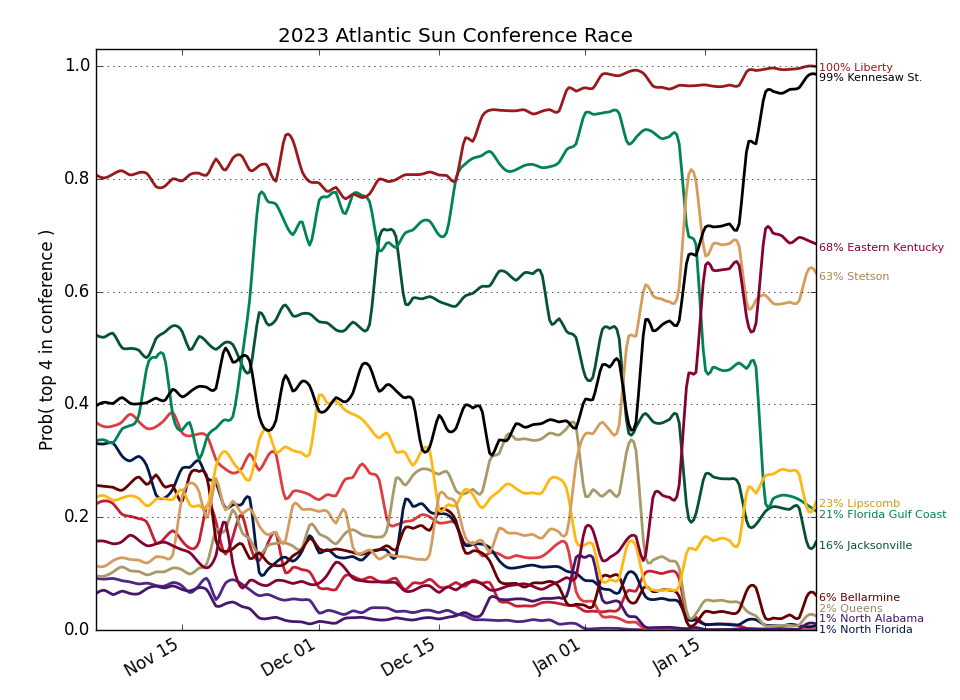 2023 Atlantic Sun Conference Race
Prob( top 4 in conference )
1.0
0.8
0.6
0.4
0.2
0.0
Nov 15
Dec 01
Dec 15
Jan 01
Jan 15
100% Liberty
99% Kennesaw St.
68% Eastern Kentucky
63% Stetson
23% Lipscomb
21% Florida Gulf Coast
16% Jacksonville
6% Bellarmine
2% Queens
1% North Alabama
1% North Florida